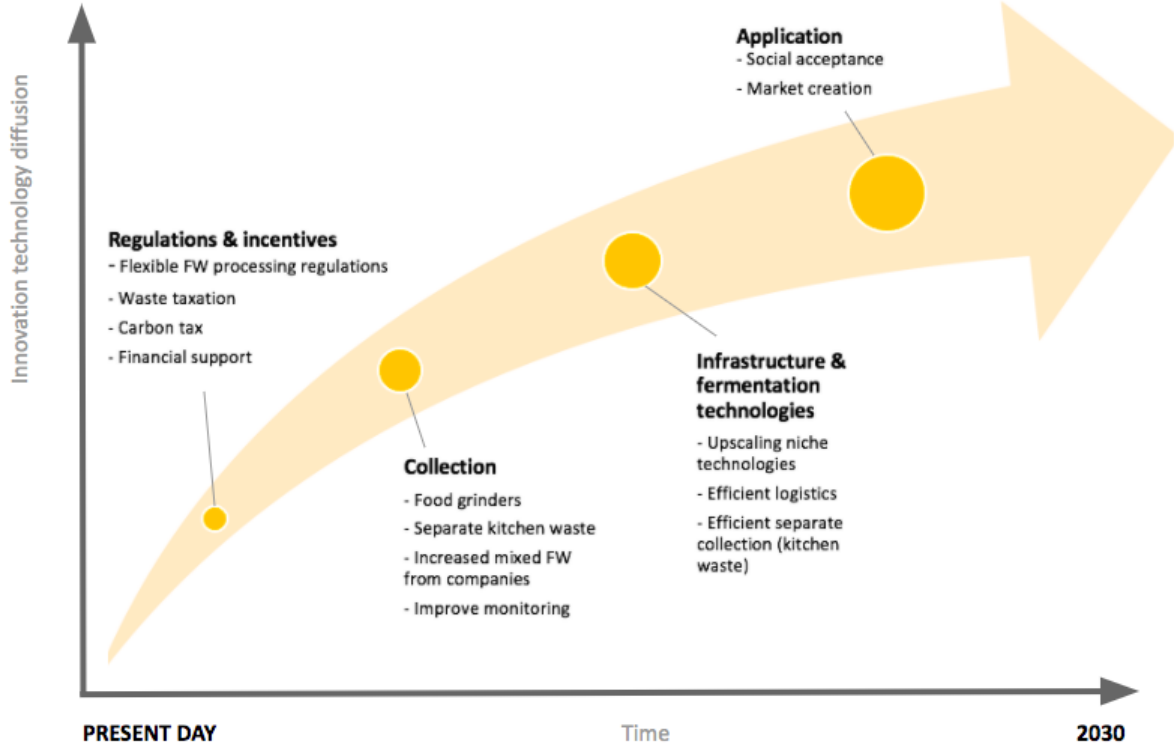 Innovation technology diffusion
Application
- Social acceptance
- Market creation
Regulations & incentives
- Flexible FW processing regulations
- Waste taxation
- Carbon tax
- Financial support
Collection
- Food grinders
- Separate kitchen waste
- Increased mixed FW
from companies
- Improve monitoring
Infrastructure &
fermentation
technologies
- Upscaling niche
technologies
- Efficient logistics
- Efficient separate
collection (kitchen
waste)
PRESENT DAY
Time
2030